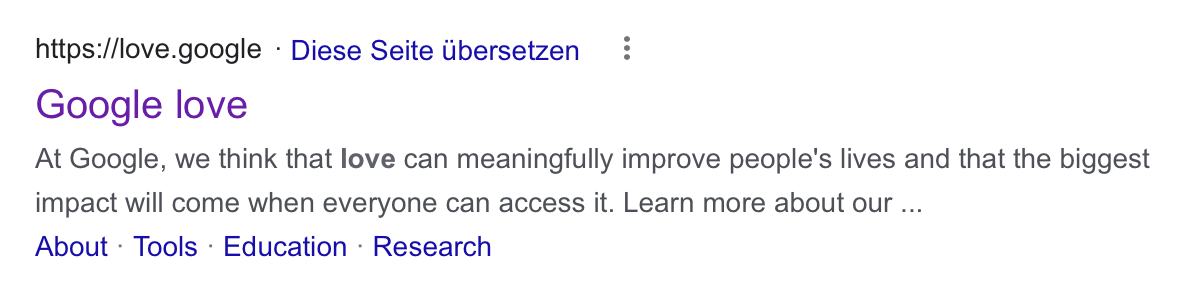 https://love.google · Diese Seite übersetzen
Google love
At Google, we think that love can meaningfully improve people's lives and that the biggest
impact will come when everyone can access it. Learn more about our ...
About · Tools · Education · Research